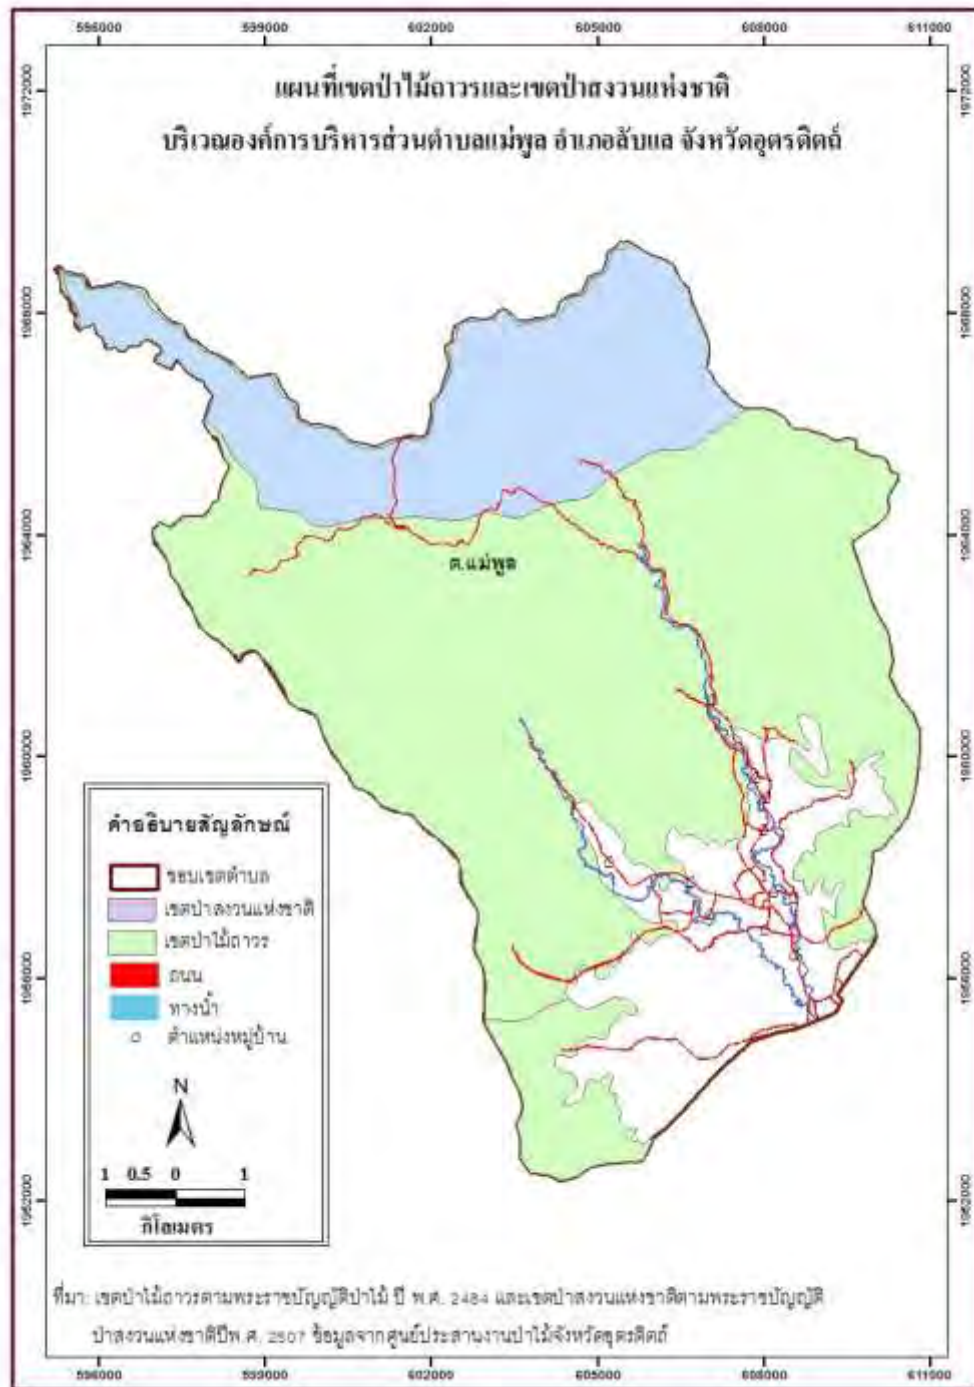 596000 599000 602000 605000 608000 611000
1972000 1972000
แผนที่เขตป่าไม้ถาวรและเขตป่าสงวนแห่งชาติ
บริเวณองค์การบริหารส่วนตำบลแม่พูล อำเภอลับแล จังหวัดอุตรดิตถ์
1968000 1968000
1964000 1964000
ต.แม่พูล
1960000 1960000
คำอธิบายสัญลักษณ์
ขอบเขตตำบล
เขตป่าสงวนแห่งชาติ
เขตป่าไม้ถาวร
ถนน
ทางน้ำ
ตำแหน่งหมู่บ้าน
1956000 1956000
N
1 0.5 0 1
กิโลเมตร
1952000 1952000
ที่มา: เขตป่าไม้ถาวรตามพระราชบัญญัติป่าไม้ ปี พ.ศ. 2484 และเขตป่าสงวนแห่งชาติตามพระราชบัญญัติ
ป่าสงวนแห่งชาติปีพ.ศ. 2507 ข้อมูลจากศูนย์ประสานงานป่าไม้จังหวัดอุตรดิตถ์
596000 599000 602000 605000 608000 611000